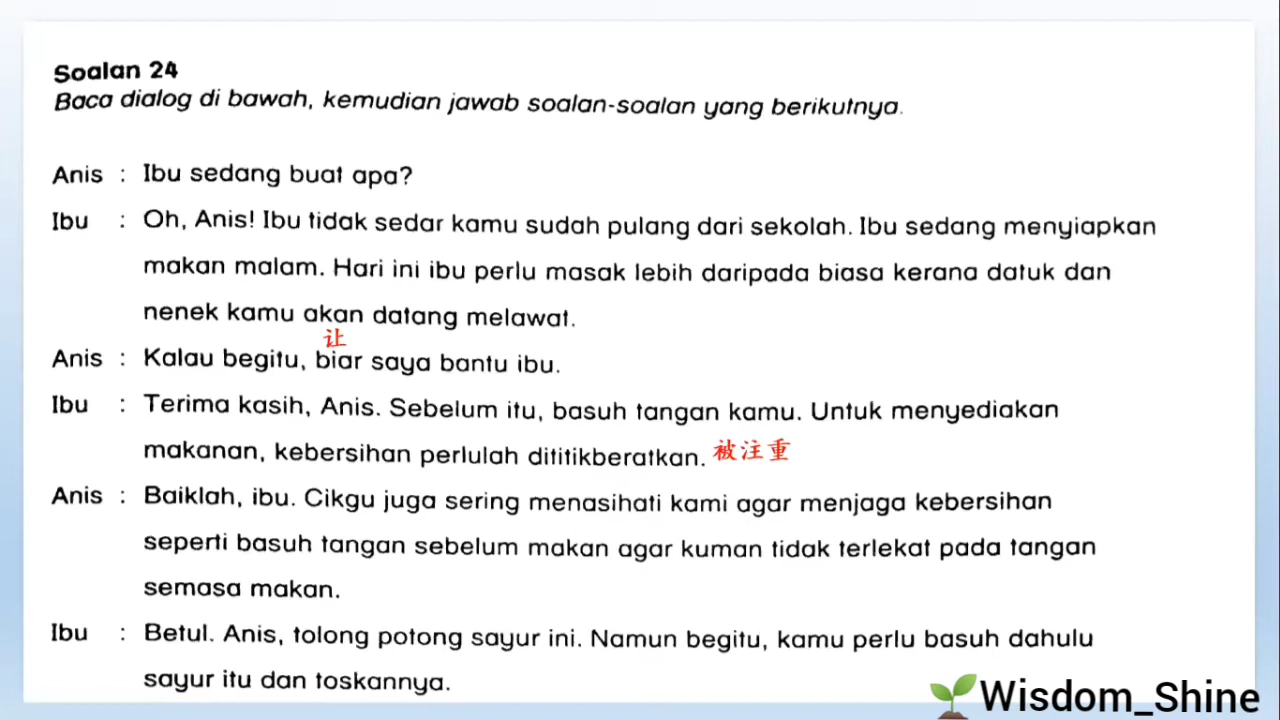 Soalan 24
Baca dialog di bawah, kemudian jawab soalan-soalan yang berikutnya.
Anis : Ibu sedang buat apa?
Ibu : Oh, Anis! Ibu tidak sedar kamu sudah pulang dari sekolah. Ibu sedang menyiapkan
makan malam. Hari ini ibu perlu masak lebih daripada biasa kerana datuk dan
nenek kamu akan datang melawat.
让
Anis : Kalau begitu, biar saya bantu ibu.
Ibu : Terima kasih, Anis. Sebelum itu, basuh tangan kamu. Untuk menyediakan
makanan, kebersihan perlulah dititikberatkan. 被注重
Anis : Baiklah, ibu. Cikgu juga sering menasihati kami agar menjaga kebersihan
seperti basuh tangan sebelum makan agar kuman tidak terlekat pada tangan
semasa makan.
Ibu : Betul. Anis, tolong potong sayur ini. Namun begitu, kamu perlu basuh dahulu
sayur itu dan toskannya.
Wisdom_Shine